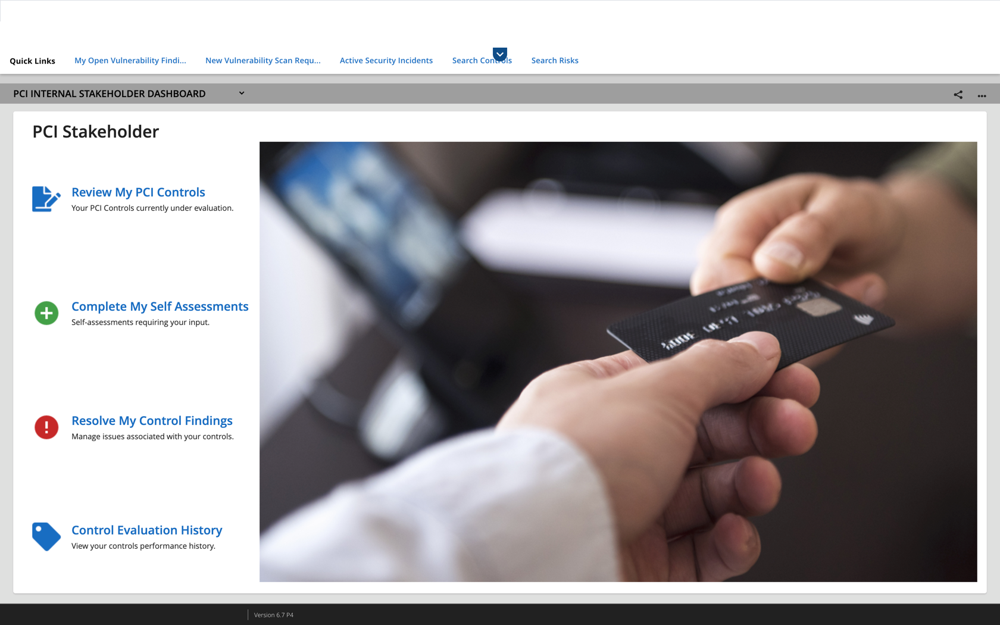 Quick Links
My Open Vulnerability Findi...
New Vulnerability Scan Requ...
Active Security Incidents
Search Controls
Search Risks
PCI INTERNAL STAKEHOLDER DASHBOARD
PCI Stakeholder
Review My PCI Controls
Your PCI Controls currently under evaluation.
Complete My Self Assessments
Self-assessments requiring your input.
Resolve My Control Findings
Manage issues associated with your controls.
Control Evaluation History
View your controls performance history.
Version 6.7 P4